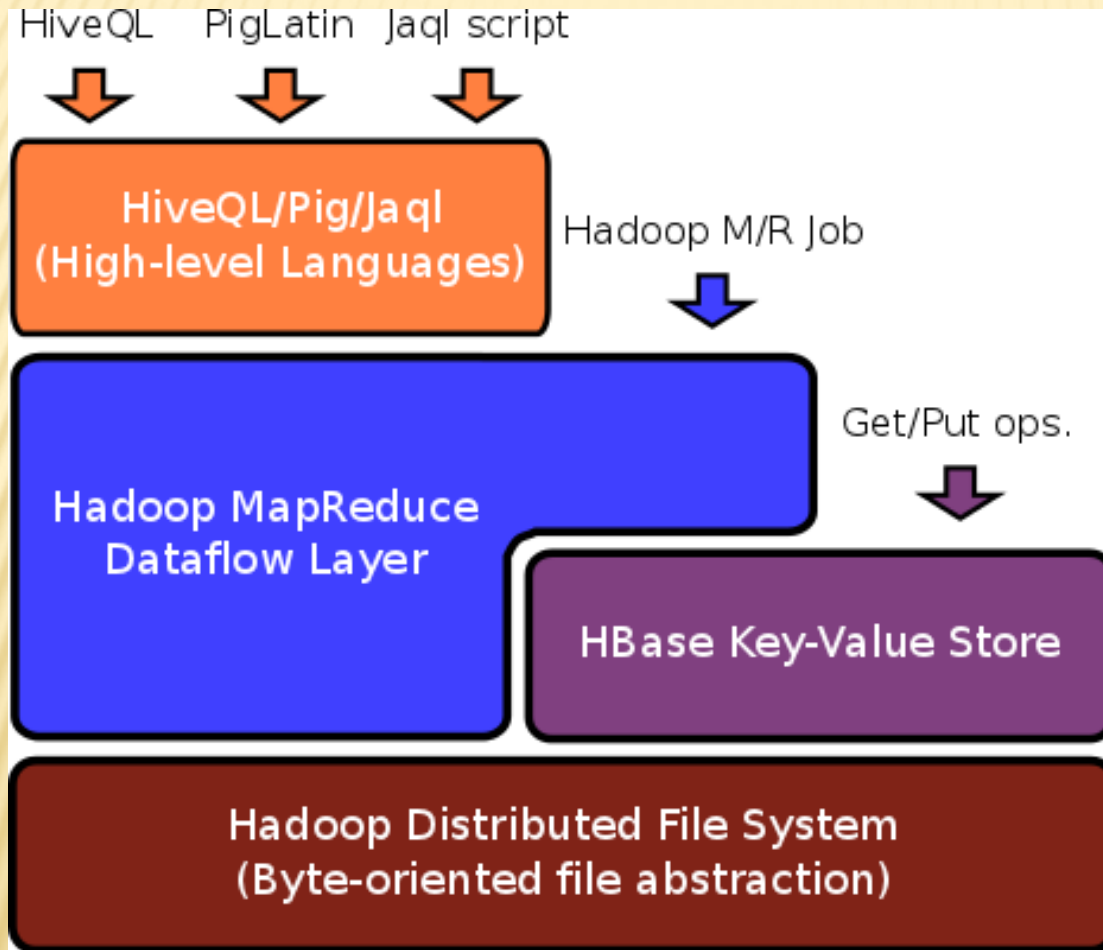 HiveQL PigLatin Jaql script
HiveQL/Pig/Jaql
(High-level Languages)
Hadoop M/R Job
Get/Put ops.
Hadoop MapReduce
Dataflow Layer
HBase Key-Value Store
Hadoop Distributed File System
(Byte-oriented file abstraction)